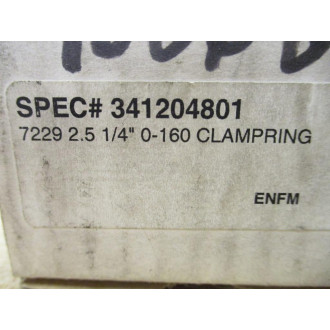 SPEC# 341204801
7229 2.5 1/4" 0-160 CLAMPRING
ENFM